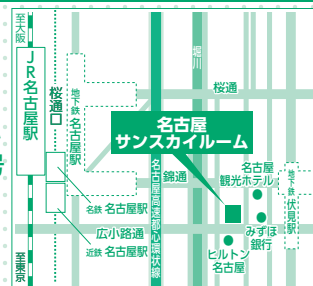 至大阪
JR名古屋駅
桜通口
地下鉄 名古屋駅
堀川
桜通
名古屋
サンスカイルーム
錦通
名古屋高速都心環状線
名古屋
観光ホテル
地下鉄 伏見駅
名鉄 名古屋駅
広小路通
近鉄 名古屋駅
みずほ
銀行
ヒルトン
名古屋
至東京